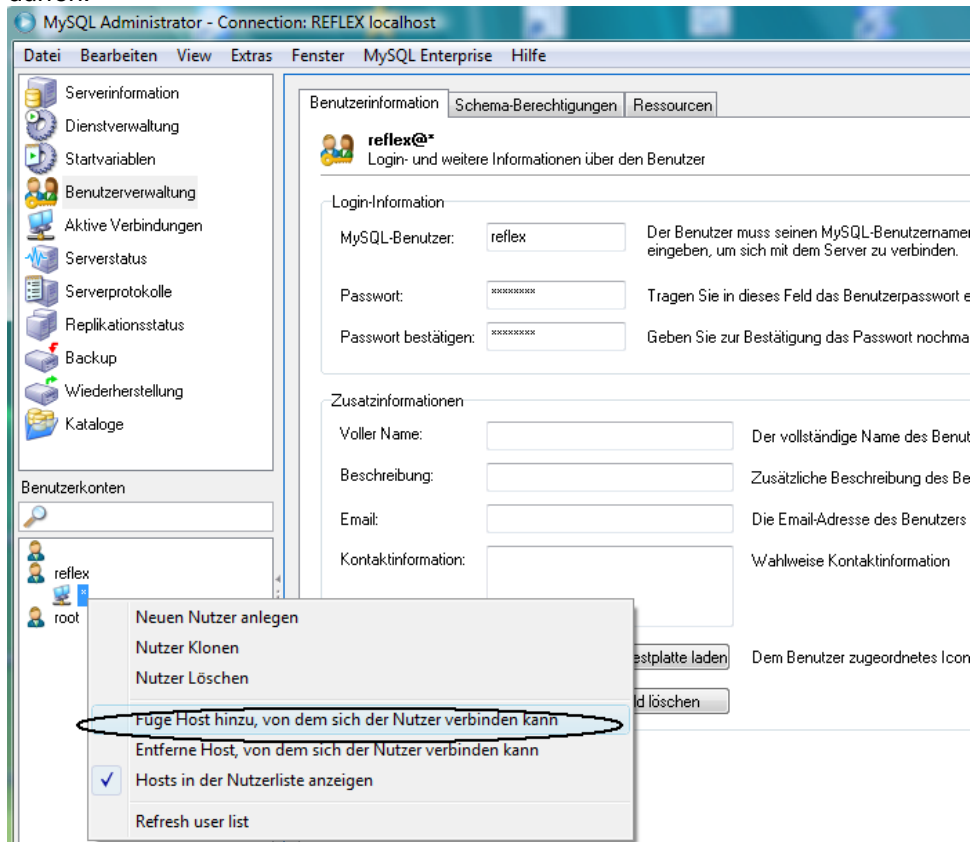 MySQL Administrator - Connection: REFLEX localhost
Datei Bearbeiten View Extras Fenster MySQL Enterprise Hilfe
Serverinformation
Dienstverwaltung
Startvariablen
Benutzerverwaltung
Aktive Verbindungen
Serverstatus
Serverprotokolle
Replikationsstatus
Backup
Wiederherstellung
Kataloge
Benutzerkonten
reflex
*
root
Benutzerinformation Schema-Berechtigungen Ressourcen
reflex@*
Login- und weitere Informationen über den Benutzer
Login-Information
MySQL-Benutzer: reflex Der Benutzer muss seinen MySQL-Benutzernamen
eingeben, um sich mit dem Server zu verbinden.
Passwort: ******** Tragen Sie in dieses Feld das Benutzerpasswort e
Passwort bestätigen: ******** Geben Sie zur Bestätigung das Passwort nochma
Zusatzinformationen
Voller Name: Der vollständige Name des Benut
Beschreibung: Zusätzliche Beschreibung des Be
Email: Die Email-Adresse des Benutzers
Kontaktinformation: Wahlweise Kontaktinformation
estplatte laden Dem Benutzer zugeordnetes Icon
ld löschen
Neuen Nutzer anlegen
Nutzer Klonen
Nutzer Löschen
Füge Host hinzu, von dem sich der Nutzer verbinden kann
Entferne Host, von dem sich der Nutzer verbinden kann
Hosts in der Nutzerliste anzeigen
Refresh user list